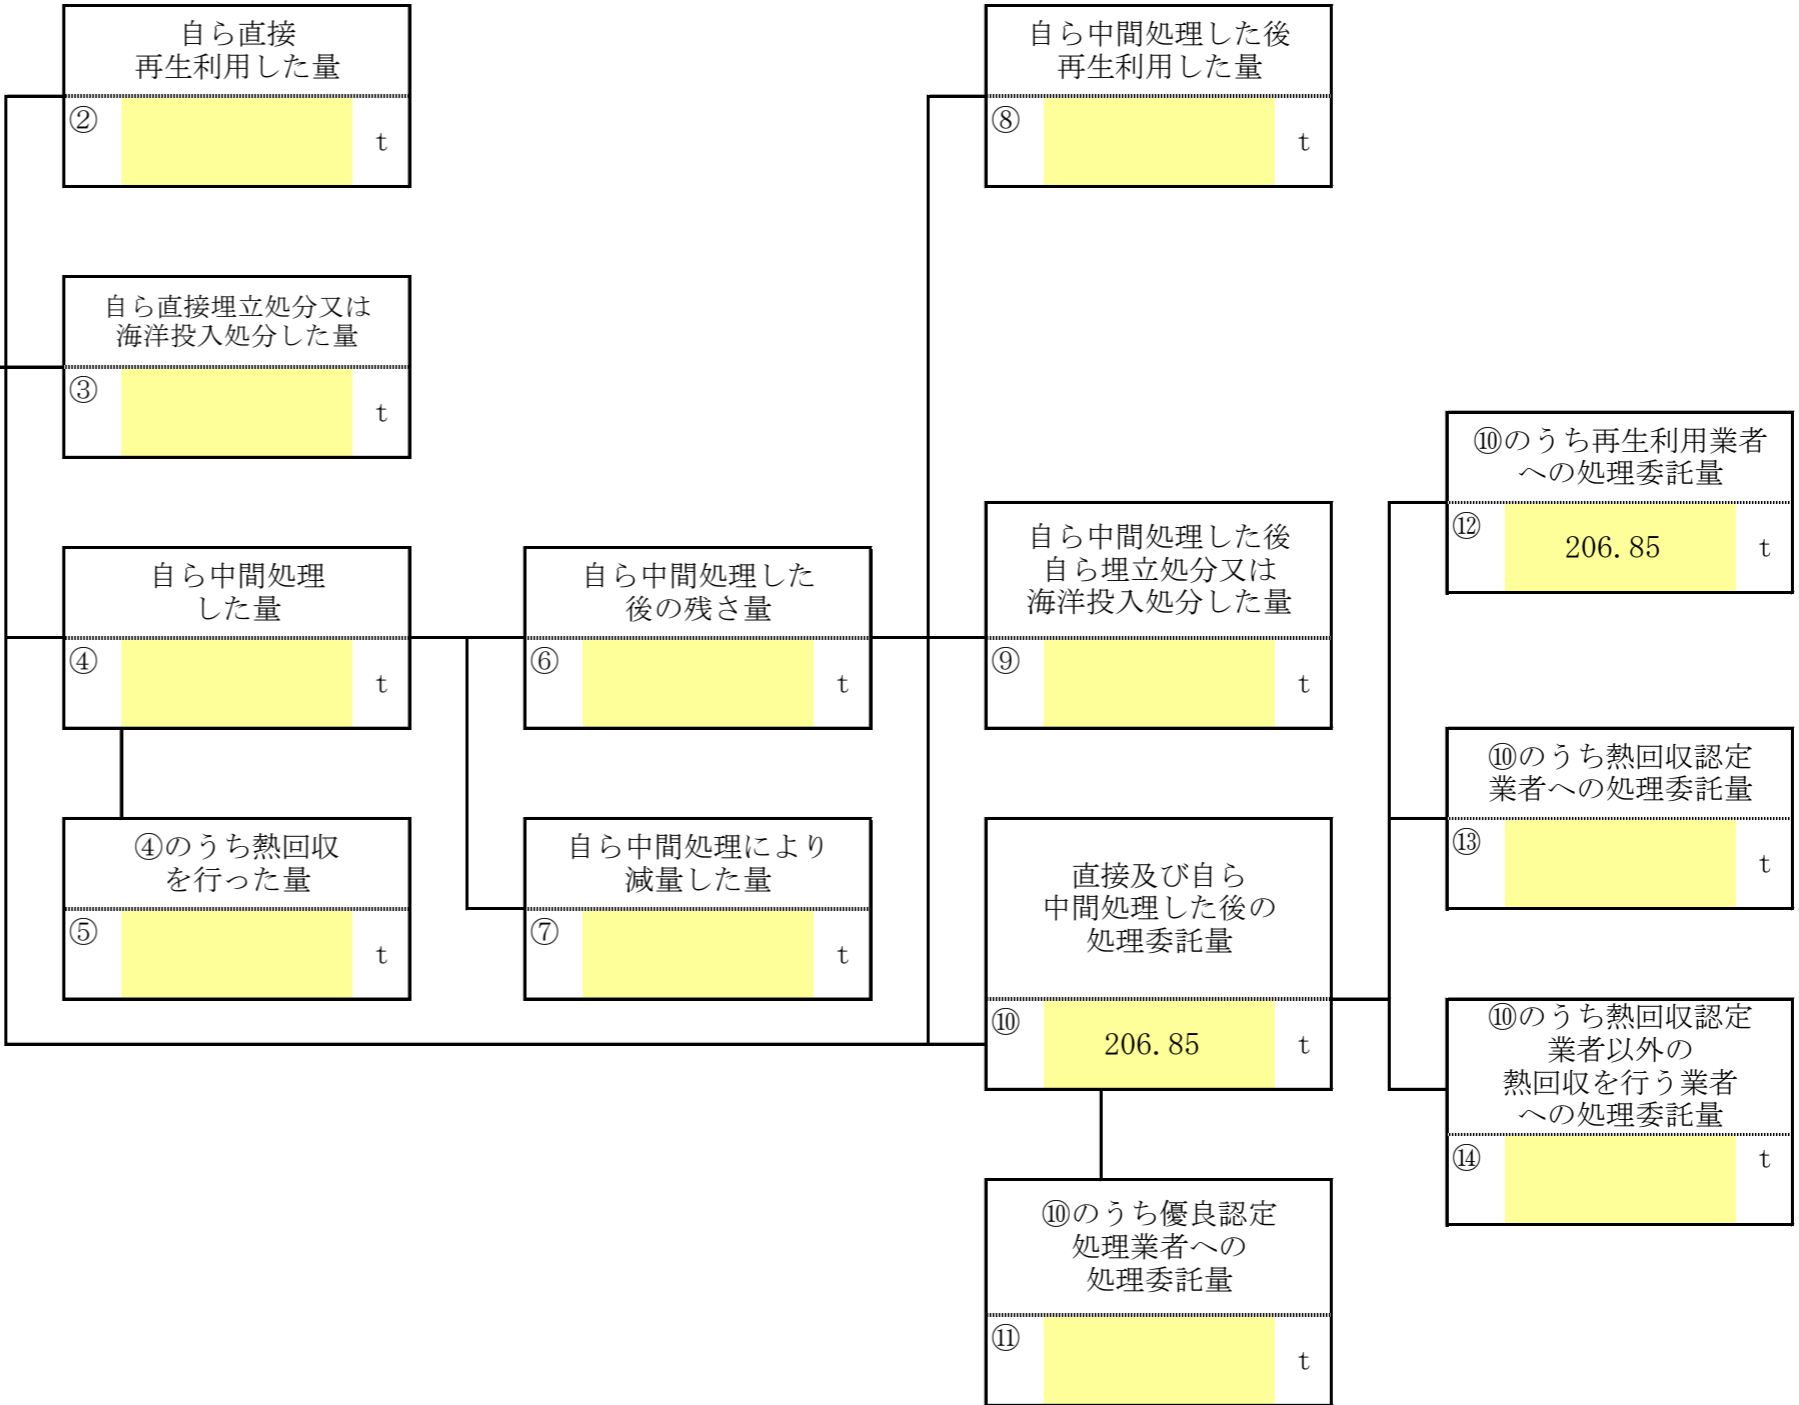 自ら直接
再生利用した量
②
t
自ら中間処理した後
再生利用した量
⑧
t
自ら直接埋立処分又は
海洋投入処分した量
③
t
⑩のうち再生利用業者
への処理委託量
⑫
206.85
t
自ら中間処理
した量
④
t
自ら中間処理した
後の残さ量
⑥
t
自ら中間処理した後
自ら埋立処分又は
海洋投入処分した量
⑨
t
⑩のうち熱回収認定
業者への処理委託量
⑬
t
④のうち熱回収
を行った量
⑤
t
自ら中間処理により
減量した量
⑦
t
直接及び自ら
中間処理した後の
処理委託量
⑩
206.85
t
⑩のうち熱回収認定
業者以外の
熱回収を行う業者
への処理委託量
⑭
t
⑩のうち優良認定
処理業者への
処理委託量
⑪
t